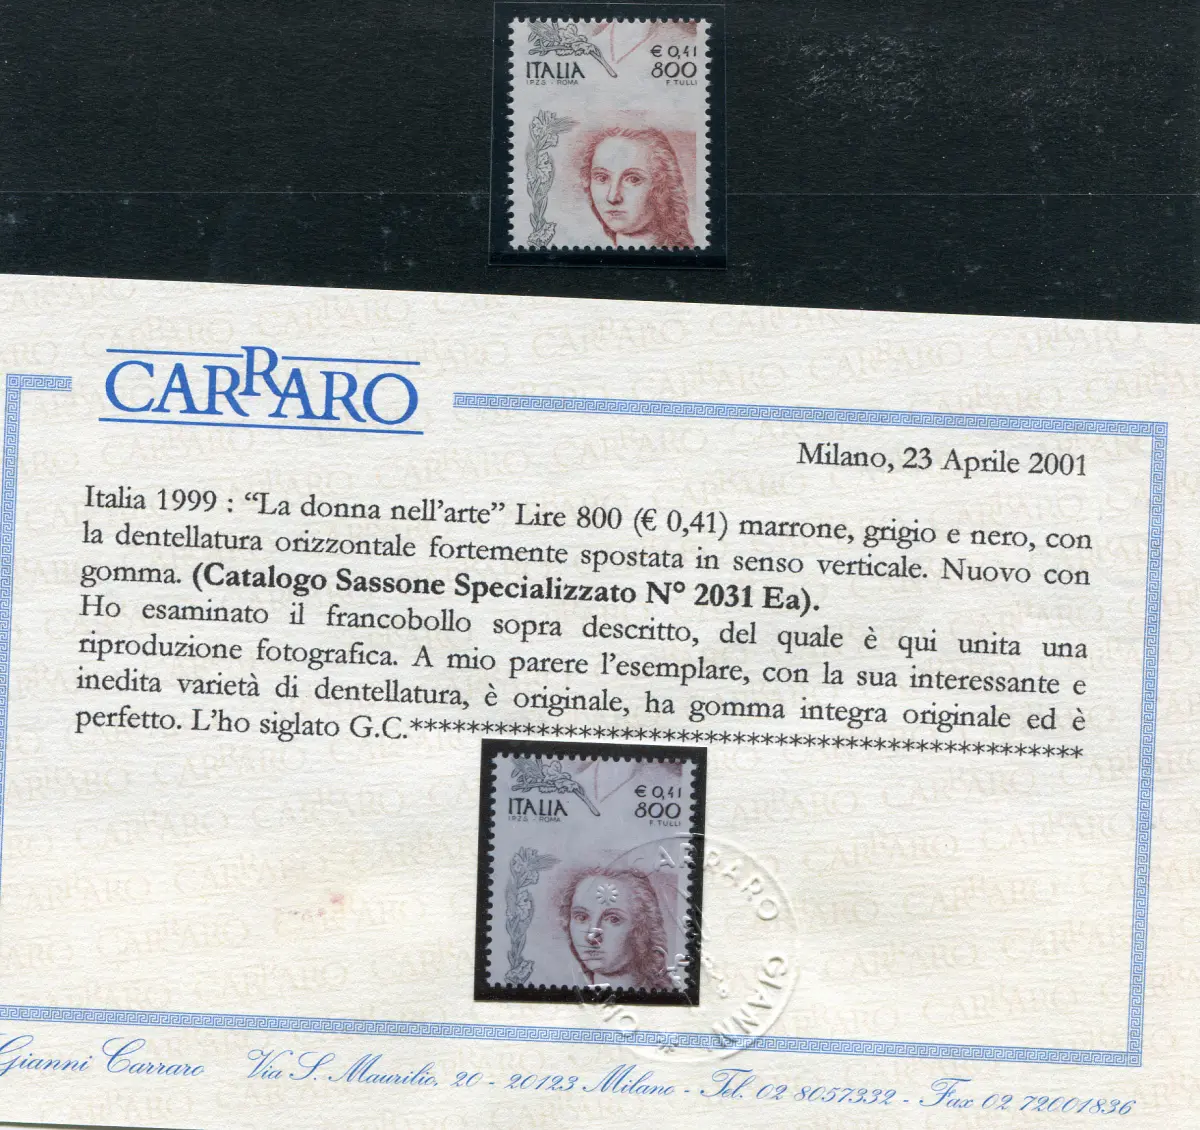 € 0,41
ITALIA 800
I.P.Z.S. - ROMA F. TULLI
CARRARO
Milano, 23 Aprile 2001
Italia 1999 : “La donna nell’arte” Lire 800 (€ 0,41) marrone, grigio e nero, con
la dentellatura orizzontale fortemente spostata in senso verticale. Nuovo con
gomma. (Catalogo Sassone Specializzato N° 2031 Ea).
Ho esaminato il francobollo sopra descritto, del quale è qui unita una
riproduzione fotografica. A mio parere l’esemplare, con la sua interessante e
inedita varietà di dentellatura, è originale, ha gomma integra originale ed è
perfetto. L’ho siglato G.C.************************************************
€ 0,41
ITALIA 800
I.P.Z.S. - ROMA F. TULLI
CARRARO GIANNI
Gianni Carraro Via S. Maurilio, 20 - 20123 Milano - Tel. 02 8057332 - Fax 02 72001836